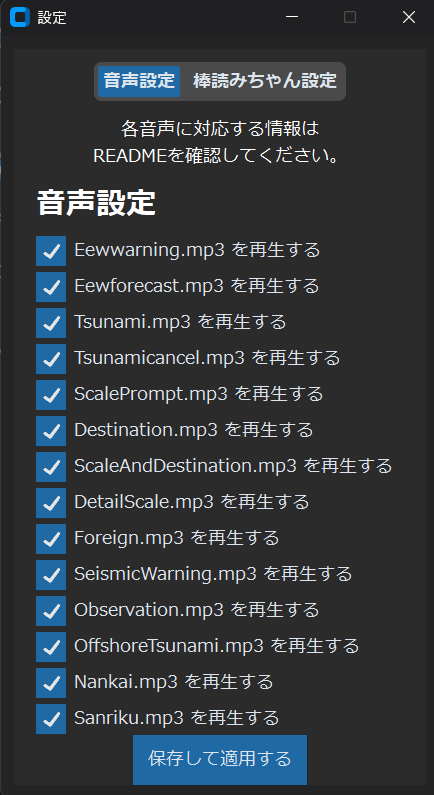 設定
音声設定 棒読みちゃん設定
各音声に対応する情報は
READMEを確認してください。
音声設定
Eewwarning.mp3 を再生する
Eewforecast.mp3 を再生する
Tsunami.mp3 を再生する
Tsunamicancel.mp3 を再生する
ScalePrompt.mp3 を再生する
Destination.mp3 を再生する
ScaleAndDestination.mp3 を再生する
DetailScale.mp3 を再生する
Foreign.mp3 を再生する
SeismicWarning.mp3 を再生する
Observation.mp3 を再生する
OffshoreTsunami.mp3 を再生する
Nankai.mp3 を再生する
Sanriku.mp3 を再生する
保存して適用する